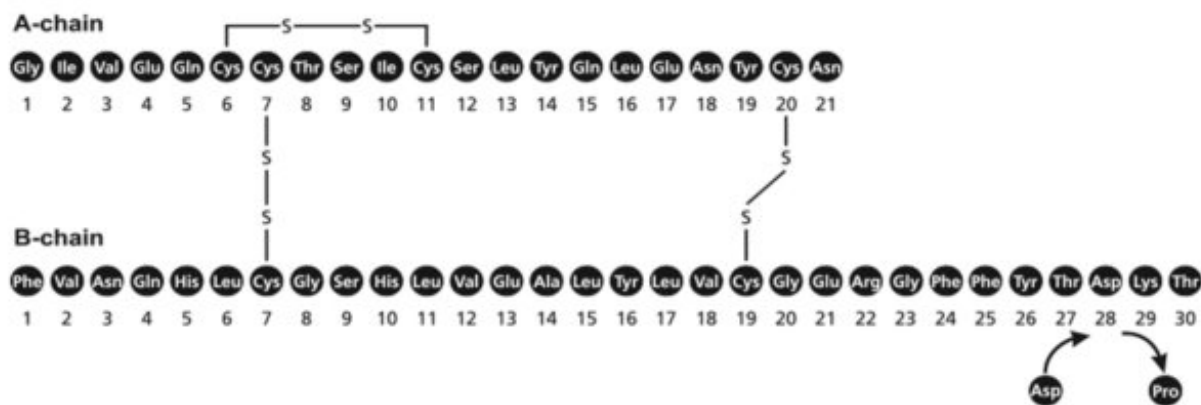 A-chain
S S
Gly Ile Val Glu Gln Cys Cys Thr Ser Ile Cys Ser Leu Tyr Gln Leu Glu Asn Tyr Cys Asn
1 2 3 4 5 6 7 8 9 10 11 12 13 14 15 16 17 18 19 20 21
S S
S S
B-chain
Phe Val Asn Gln His Leu Cys Gly Ser His Leu Val Glu Ala Leu Tyr Leu Val Cys Gly Glu Arg Gly Phe Phe Tyr Thr Asp Lys Thr
1 2 3 4 5 6 7 8 9 10 11 12 13 14 15 16 17 18 19 20 21 22 23 24 25 26 27 28 29 30
Asp Pro